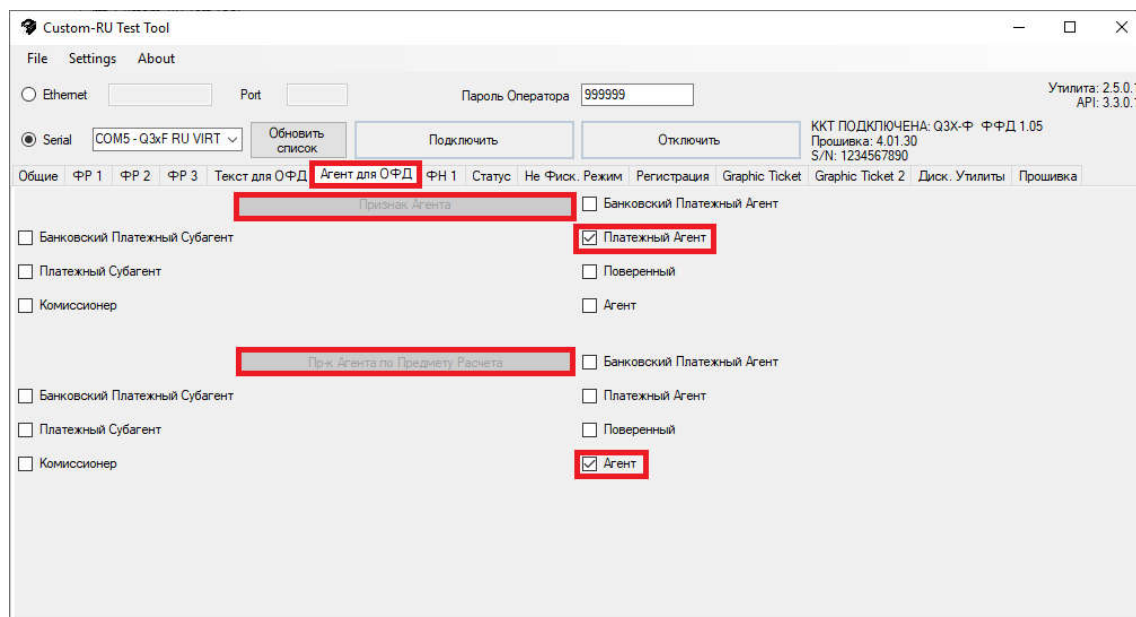 Custom-RU Test Tool
File Settings About
Ethernet Port Пароль Оператора 999999 Утилита: 2.5.0.1
API: 3.3.0.1
Serial COM5 - Q3xF RU VIRT Обновить список Подключить Отключить ККТ ПОДКЛЮЧЕНА: Q3X-Ф ФФД 1.05
Прошивка: 4.01.30
S/N: 1234567890
Общие ФР 1 ФР 2 ФР 3 Текст для ОФД Агент для ОФД ФН 1 Статус Не Фиск. Режим Регистрация Graphic Ticket Graphic Ticket 2 Диск. Утилиты Прошивка
Признак Агента Банковский Платежный Агент
Банковский Платежный Субагент Платежный Агент
Платежный Субагент Поверенный
Комиссионер Агент
Пр-к Агента по Предмету Расчета Банковский Платежный Агент
Банковский Платежный Субагент Платежный Агент
Платежный Субагент Поверенный
Комиссионер Агент